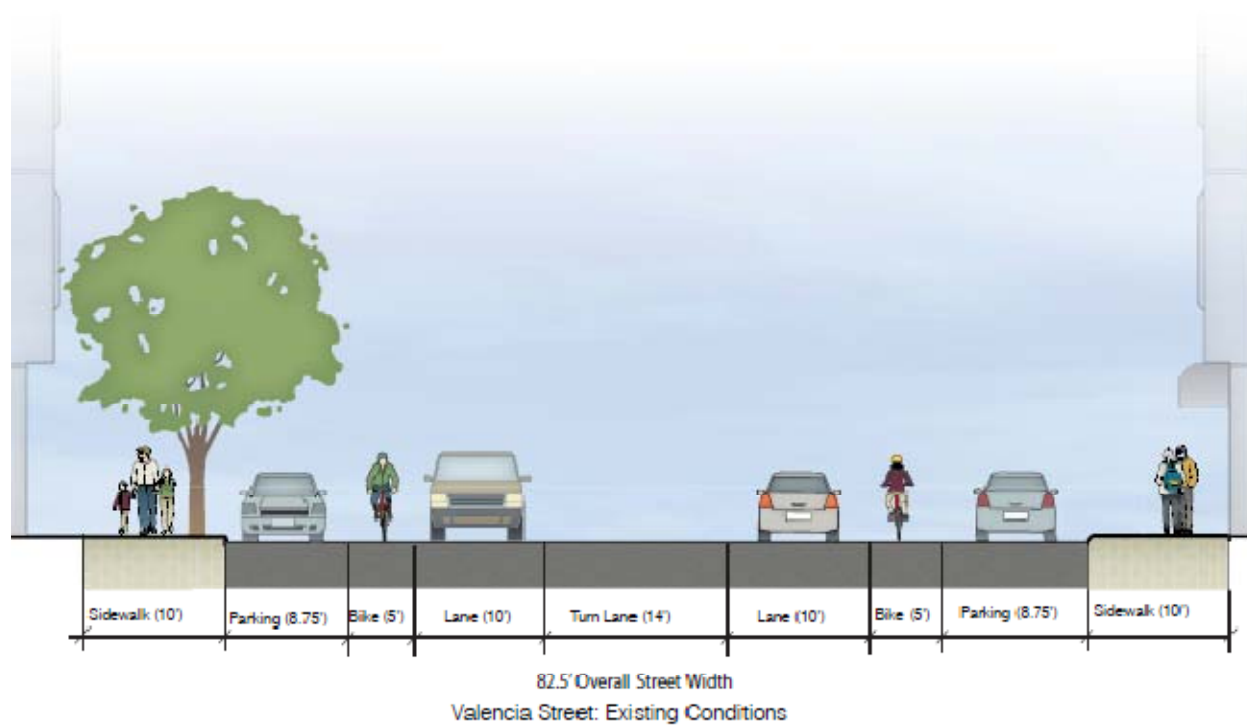 Sidewalk (10') Parking (8.75') Bike (5') Lane (10') Turn Lane (14') Lane (10') Bike (5') Parking (8.75') Sidewalk (10')
82.5' Overall Street Width
Valencia Street: Existing Conditions